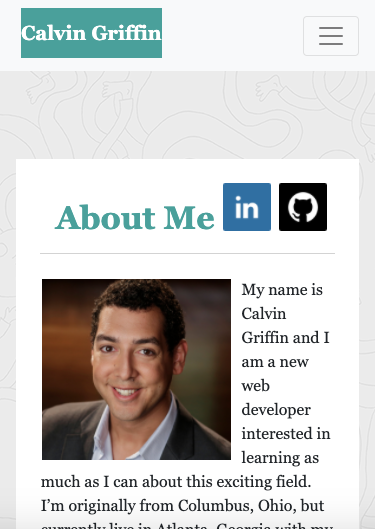 Calvin Griffin
About Me in
My name is
Calvin
Griffin and I
am a new
web
developer
interested in
learning as
much as I can about this exciting field.
I'm originally from Columbus, Ohio, but
currently live in Atlanta, Georgia with my